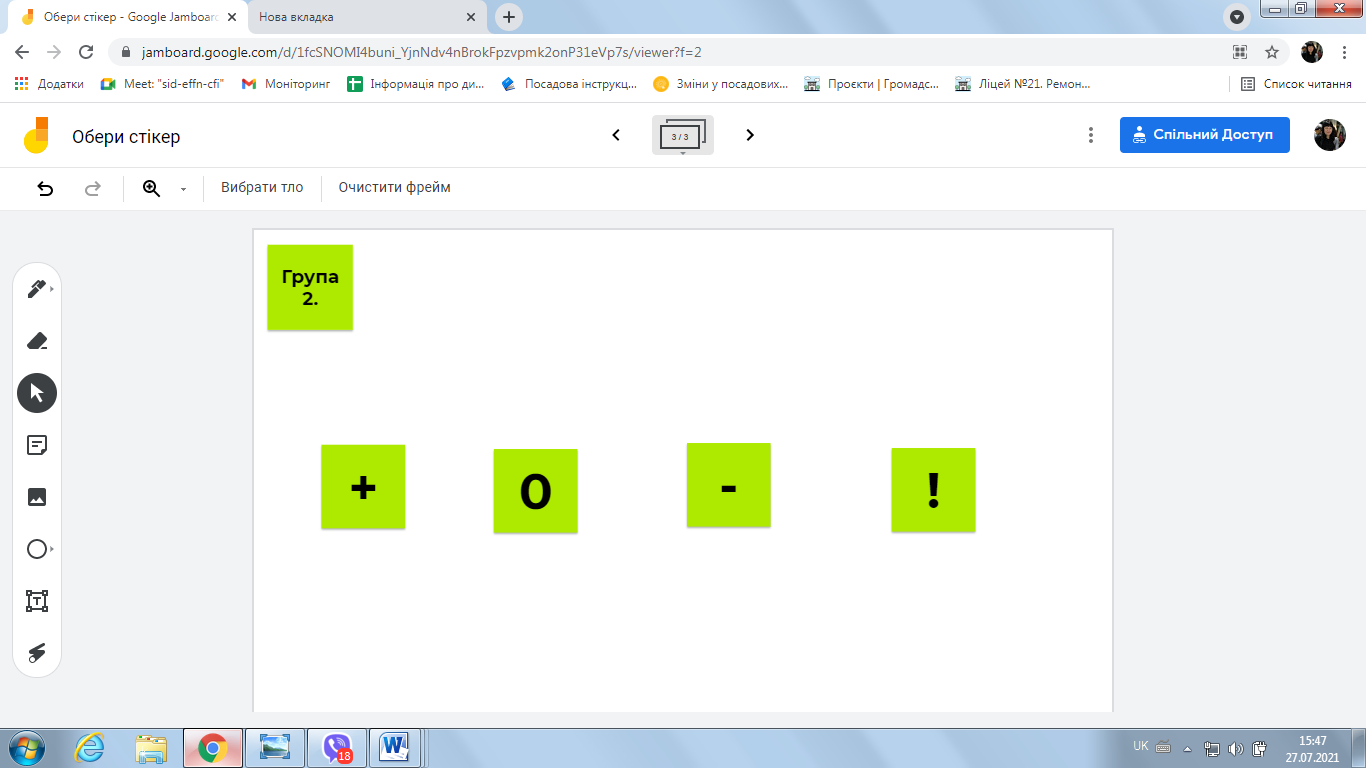 Обери стікер - Google Jamboard
Нова вкладка
jamboard.google.com/d/1fcSNOMI4buni_YjnNdv4nBrokFpzvpmk2onP31eVp7s/viewer?f=2
Додатки
Meet: "sid-effn-cfi"
Моніторинг
Інформація про ди...
Посадова інструкц...
Зміни у посадових...
Проєкти | Громадс...
Ліцей №21. Ремон...
Список читання
Обери стікер
3 / 3
Спільний Доступ
Вибрати тло
Очистити фрейм
Група
2.
+
0
-
!
18
UK
15:47
27.07.2021